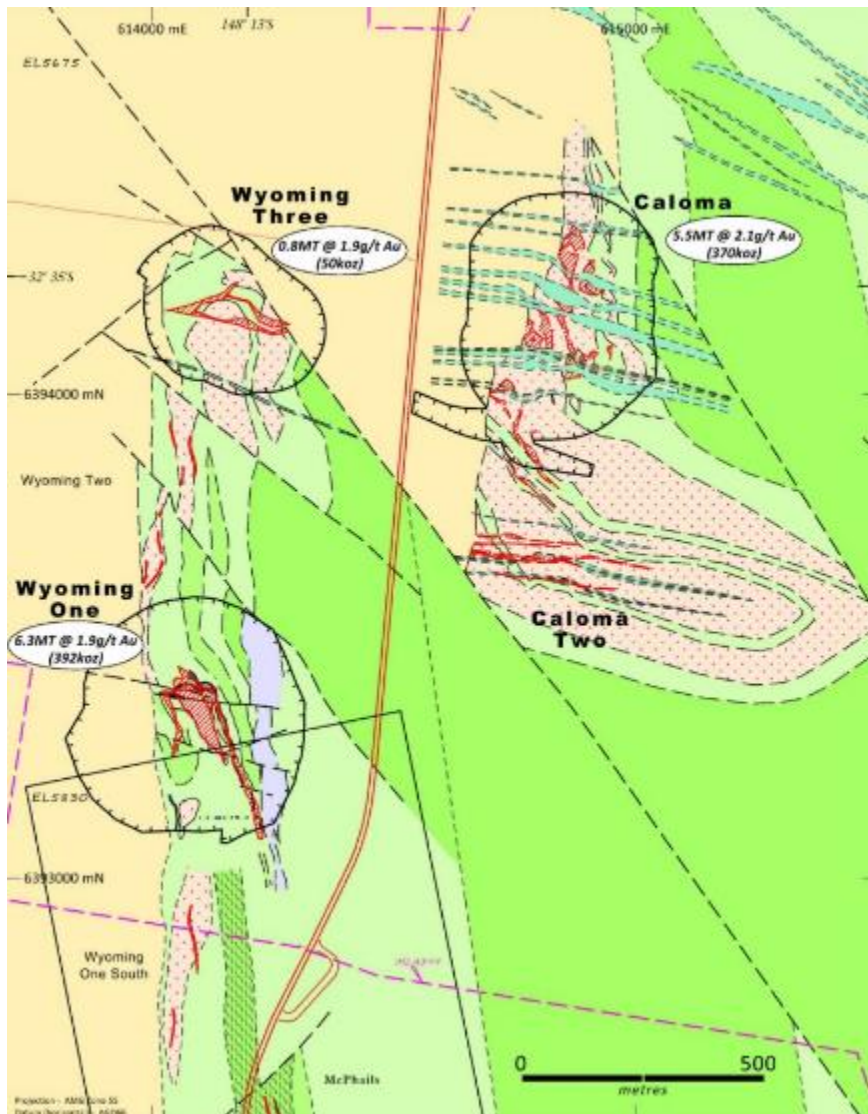 614000 mE
148° 13'S
615000 mE
EL5675
Wyoming
Three
0.8MT @ 1.9g/t Au
(50koz)
Caloma
5.5MT @ 2.1g/t Au
(370koz)
32° 35'S
6394000 mN
Wyoming Two
Wyoming
One
6.3MT @ 1.9g/t Au
(392koz)
Caloma
Two
EL5830
6393000 mN
Wyoming
One South
McPhails
0 500
metres